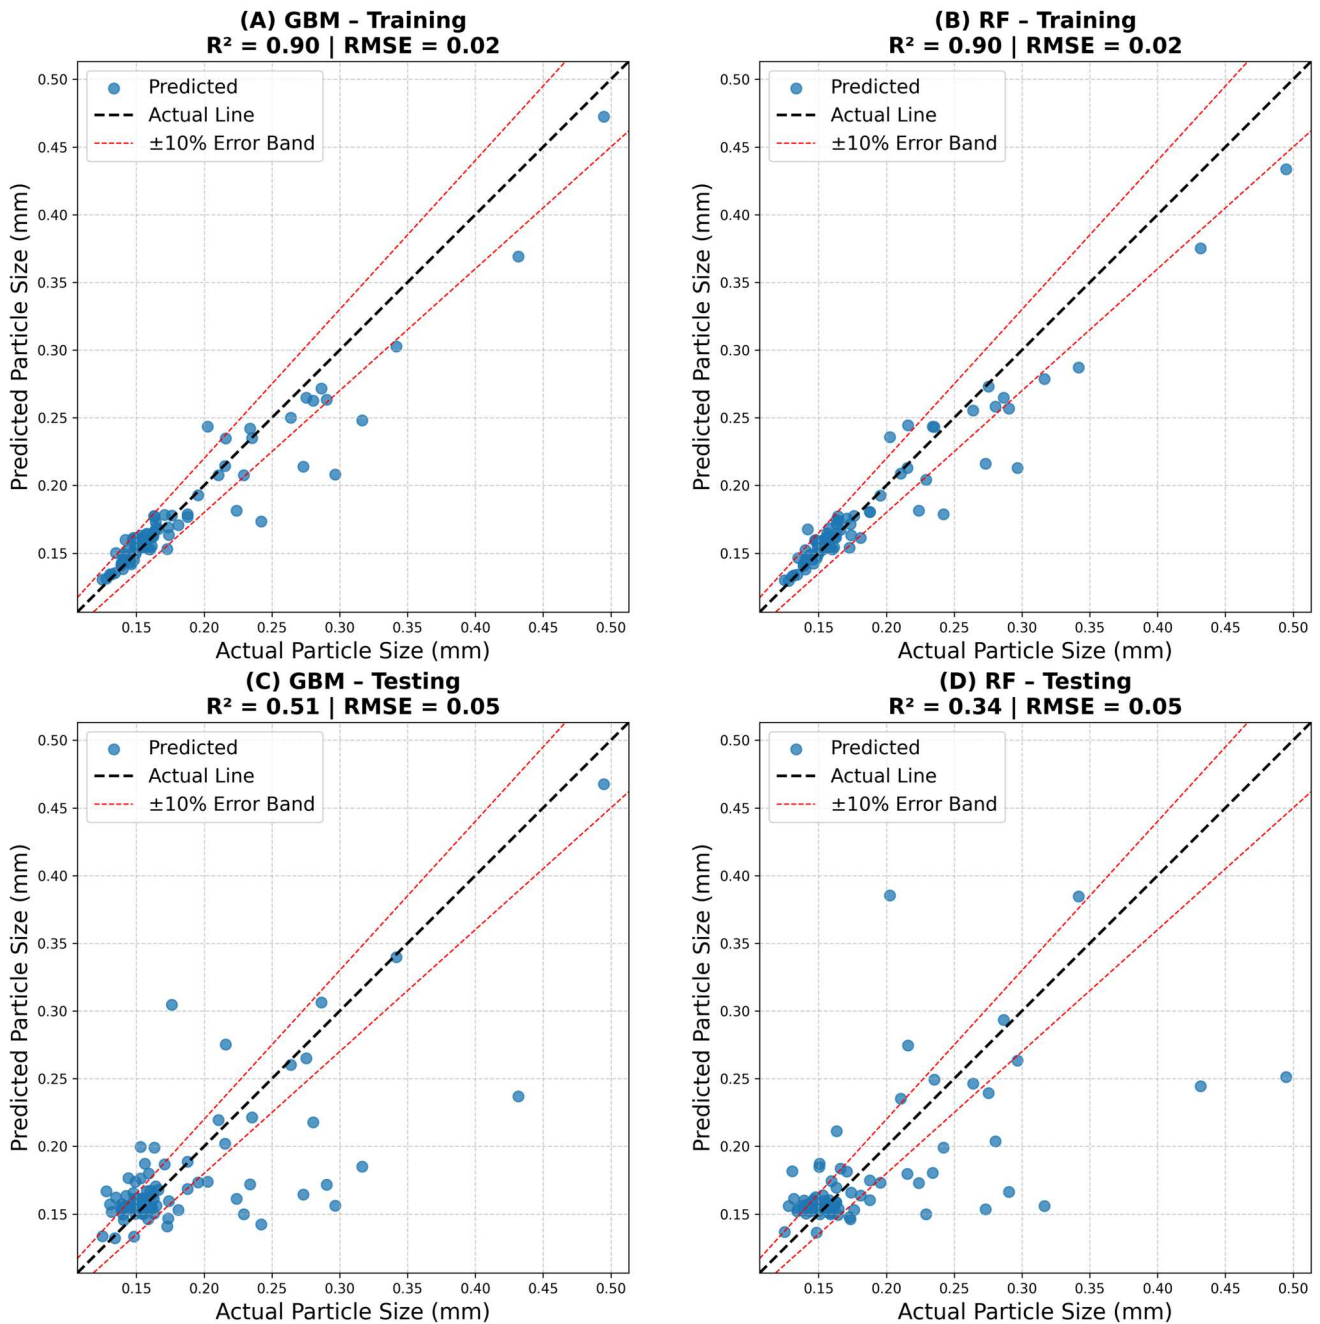 (A) GBM – Training
R² = 0.90 | RMSE = 0.02
Predicted
Actual Line
±10% Error Band
Predicted Particle Size (mm)
0.50
0.45
0.40
0.35
0.30
0.25
0.20
0.15
0.15 0.20 0.25 0.30 0.35 0.40 0.45 0.50
Actual Particle Size (mm)
(B) RF – Training
R² = 0.90 | RMSE = 0.02
Predicted
Actual Line
±10% Error Band
Predicted Particle Size (mm)
0.50
0.45
0.40
0.35
0.30
0.25
0.20
0.15
0.15 0.20 0.25 0.30 0.35 0.40 0.45 0.50
Actual Particle Size (mm)
(C) GBM – Testing
R² = 0.51 | RMSE = 0.05
Predicted
Actual Line
±10% Error Band
Predicted Particle Size (mm)
0.50
0.45
0.40
0.35
0.30
0.25
0.20
0.15
0.15 0.20 0.25 0.30 0.35 0.40 0.45 0.50
Actual Particle Size (mm)
(D) RF – Testing
R² = 0.34 | RMSE = 0.05
Predicted
Actual Line
±10% Error Band
Predicted Particle Size (mm)
0.50
0.45
0.40
0.35
0.30
0.25
0.20
0.15
0.15 0.20 0.25 0.30 0.35 0.40 0.45 0.50
Actual Particle Size (mm)